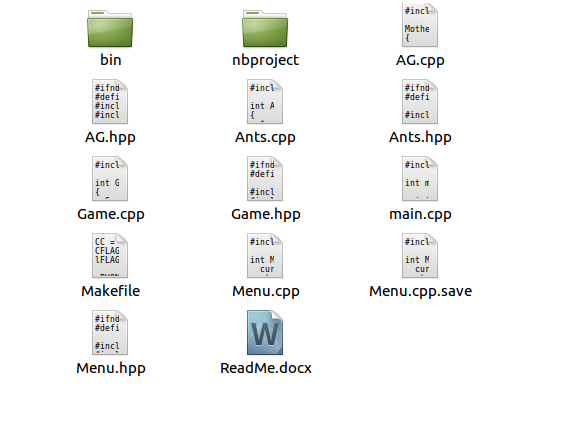 bin
nbproject
#incl
Mothe
{
AG.cpp
#ifnd
#defi
#incl
#incl
AG.hpp
#incl
int A
{
Ants.cpp
#ifnd
#defi
#incl
Ants.hpp
#incl
int G
{
Game.cpp
#ifnd
#defi
#incl
Game.hpp
#incl
int m
main.cpp
CC =
CFLAG
lFLAG
Makefile
#incl
int M
cur
Menu.cpp
#incl
int M
cur
Menu.cpp.save
#ifnd
#defi
#incl
Menu.hpp
W
ReadMe.docx